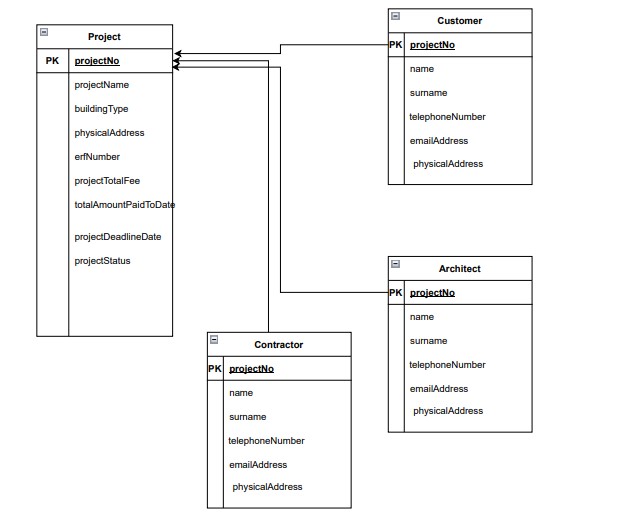 Project
PK projectNo
projectName
buildingType
physicalAddress
erfNumber
projectTotalFee
totalAmountPaidToDate
projectDeadlineDate
projectStatus
Customer
PK projectNo
name
surname
telephoneNumber
emailAddress
physicalAddress
Architect
PK projectNo
name
surname
telephoneNumber
emailAddress
physicalAddress
Contractor
PK projectNo
name
surname
telephoneNumber
emailAddress
physicalAddress